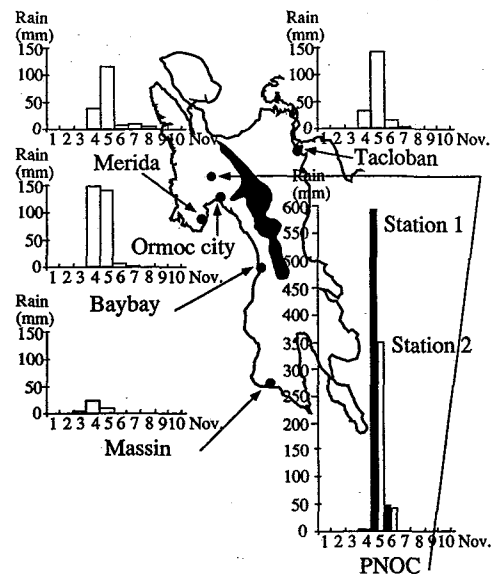 Rain
(mm)
150
100
50
0
1 2 3 4 5 6 7 8 9 10 Nov.
Rain
(mm)
150
100
50
0
1 2 3 4 5 6 7 8 9 10 Nov.
Merida
Tacloban
Rain
(mm)
150
100
50
0
1 2 3 4 5 6 7 8 9 10 Nov.
Ormoc city
Baybay
Rain
(mm)
600
550
500
450
400
350
300
250
200
150
100
50
0
Station 1
Station 2
1 2 3 4 5 6 7 8 9 10 Nov.
PNOC
Rain
(mm)
150
100
50
0
1 2 3 4 5 6 7 8 9 10 Nov.
Massin